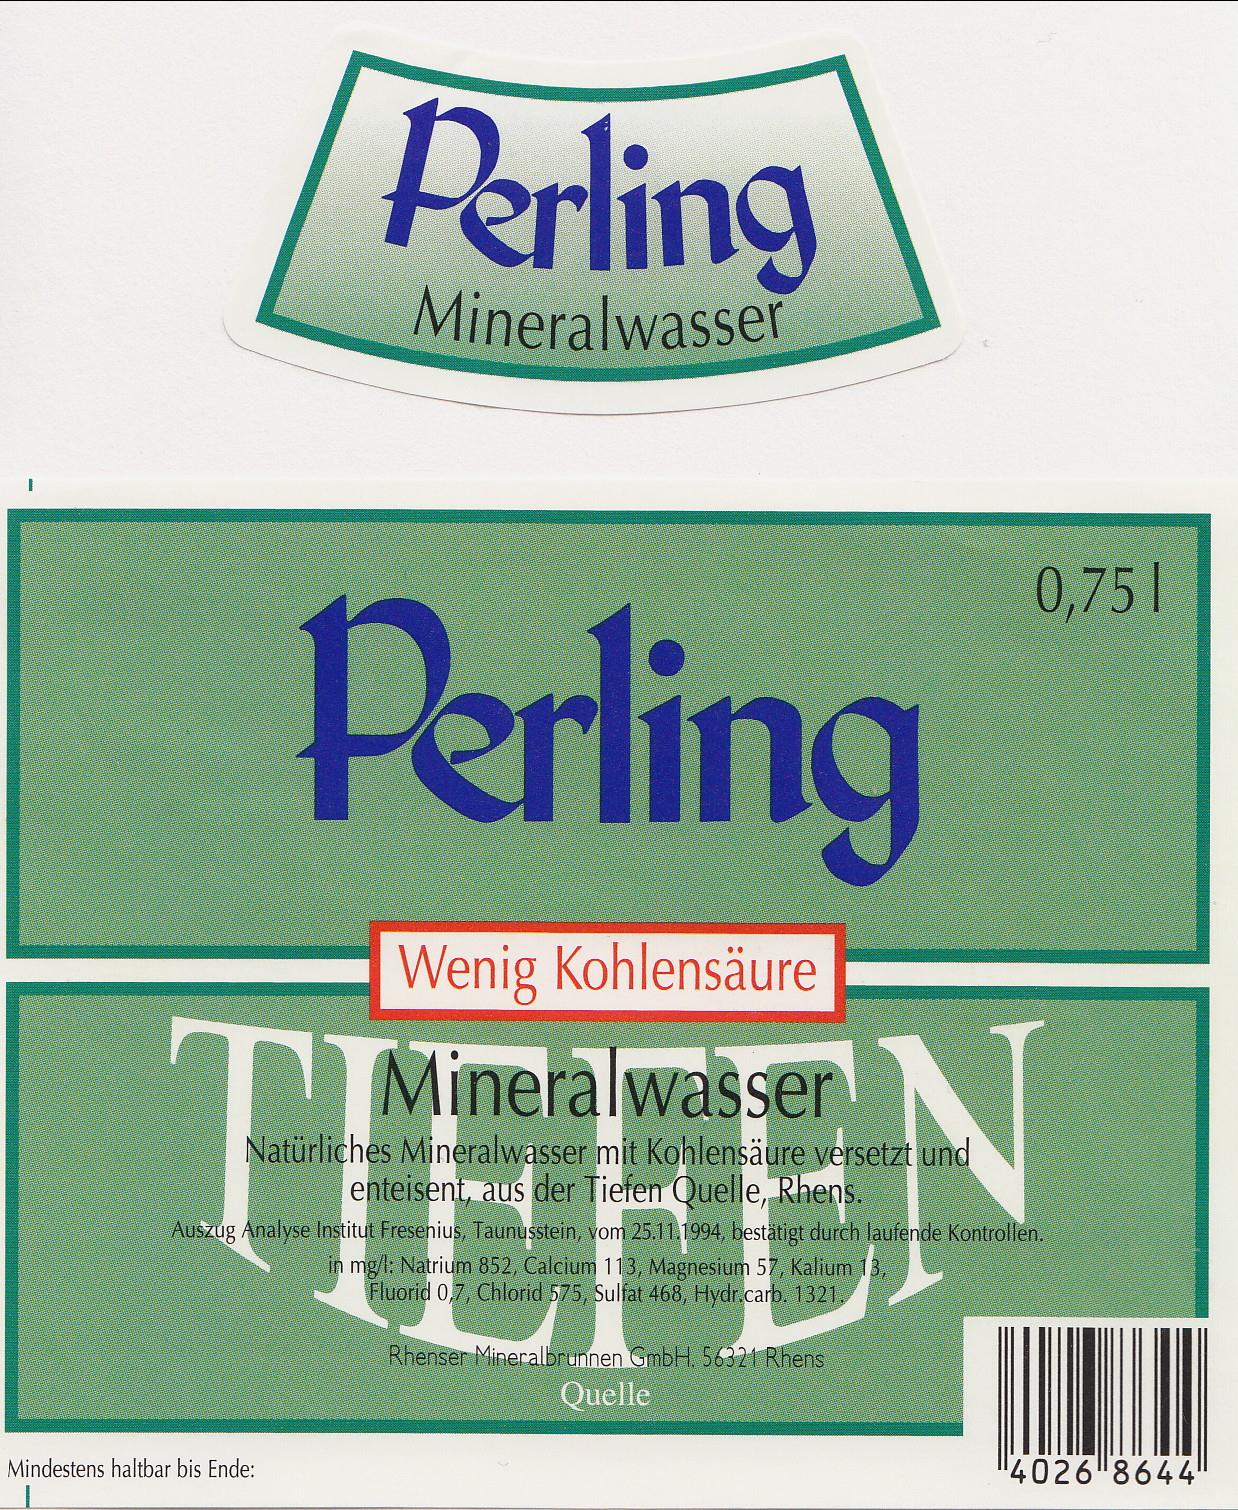 Perling
Mineralwasser
0,75 l
Perling
Wenig Kohlensäure
TIEFEN
Mineralwasser
Natürliches Mineralwasser mit Kohlensäure versetzt und
enteisent, aus der Tiefen Quelle, Rhens.
Auszug Analyse Institut Fresenius, Taunusstein, vom 25.11.1994, bestätigt durch laufende Kontrollen.
in mg/l: Natrium 852, Calcium 113, Magnesium 57, Kalium 13,
Fluorid 0,7, Chlorid 575, Sulfat 468, Hydr.carb. 1321.
Rhenser Mineralbrunnen GmbH, 56321 Rhens
Quelle
4026 8644
Mindestens haltbar bis Ende: